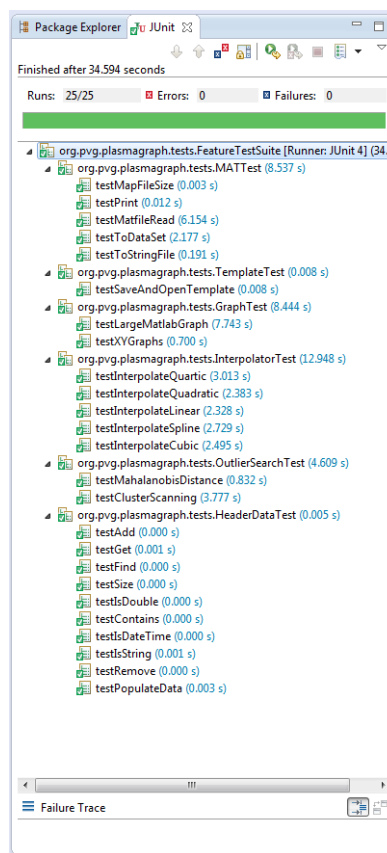 Package Explorer JUnit
Finished after 34.594 seconds
Runs: 25/25 Errors: 0 Failures: 0
org.pvg.plasmagraph.tests.FeatureTestSuite [Runner: JUnit 4] (34.
org.pvg.plasmagraph.tests.MATTest (8.537 s)
testMapFileSize (0.003 s)
testPrint (0.012 s)
testMatfileRead (6.154 s)
testToDataSet (2.177 s)
testToStringFile (0.191 s)
org.pvg.plasmagraph.tests.TemplateTest (0.008 s)
testSaveAndOpenTemplate (0.008 s)
org.pvg.plasmagraph.tests.GraphTest (8.444 s)
testLargeMatlabGraph (7.743 s)
testXYGraphs (0.700 s)
org.pvg.plasmagraph.tests.InterpolatorTest (12.948 s)
testInterpolateQuartic (3.013 s)
testInterpolateQuadratic (2.383 s)
testInterpolateLinear (2.328 s)
testInterpolateSpline (2.729 s)
testInterpolateCubic (2.495 s)
org.pvg.plasmagraph.tests.OutlierSearchTest (4.609 s)
testMahalanobisDistance (0.832 s)
testClusterScanning (3.777 s)
org.pvg.plasmagraph.tests.HeaderDataTest (0.005 s)
testAdd (0.000 s)
testGet (0.001 s)
testFind (0.000 s)
testSize (0.000 s)
testIsDouble (0.000 s)
testContains (0.000 s)
testIsDateTime (0.000 s)
testIsString (0.001 s)
testRemove (0.000 s)
testPopulateData (0.003 s)
Failure Trace